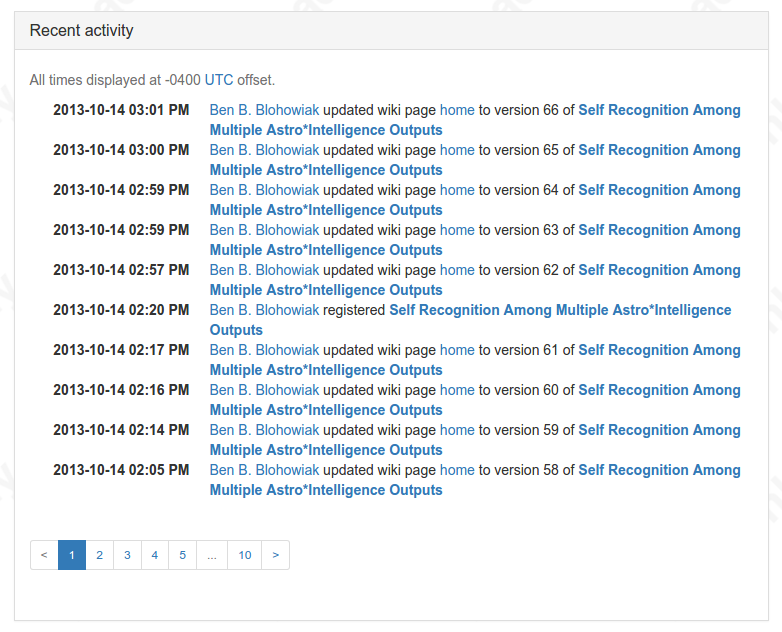 Recent activity
All times displayed at -0400 UTC offset.
2013-10-14 03:01 PM Ben B. Blohowiak updated wiki page home to version 66 of Self Recognition Among
Multiple Astro*Intelligence Outputs
2013-10-14 03:00 PM Ben B. Blohowiak updated wiki page home to version 65 of Self Recognition Among
Multiple Astro*Intelligence Outputs
2013-10-14 02:59 PM Ben B. Blohowiak updated wiki page home to version 64 of Self Recognition Among
Multiple Astro*Intelligence Outputs
2013-10-14 02:59 PM Ben B. Blohowiak updated wiki page home to version 63 of Self Recognition Among
Multiple Astro*Intelligence Outputs
2013-10-14 02:57 PM Ben B. Blohowiak updated wiki page home to version 62 of Self Recognition Among
Multiple Astro*Intelligence Outputs
2013-10-14 02:20 PM Ben B. Blohowiak registered Self Recognition Among Multiple Astro*Intelligence
Outputs
2013-10-14 02:17 PM Ben B. Blohowiak updated wiki page home to version 61 of Self Recognition Among
Multiple Astro*Intelligence Outputs
2013-10-14 02:16 PM Ben B. Blohowiak updated wiki page home to version 60 of Self Recognition Among
Multiple Astro*Intelligence Outputs
2013-10-14 02:14 PM Ben B. Blohowiak updated wiki page home to version 59 of Self Recognition Among
Multiple Astro*Intelligence Outputs
2013-10-14 02:05 PM Ben B. Blohowiak updated wiki page home to version 58 of Self Recognition Among
Multiple Astro*Intelligence Outputs
< 1 2 3 4 5 ... 10 >